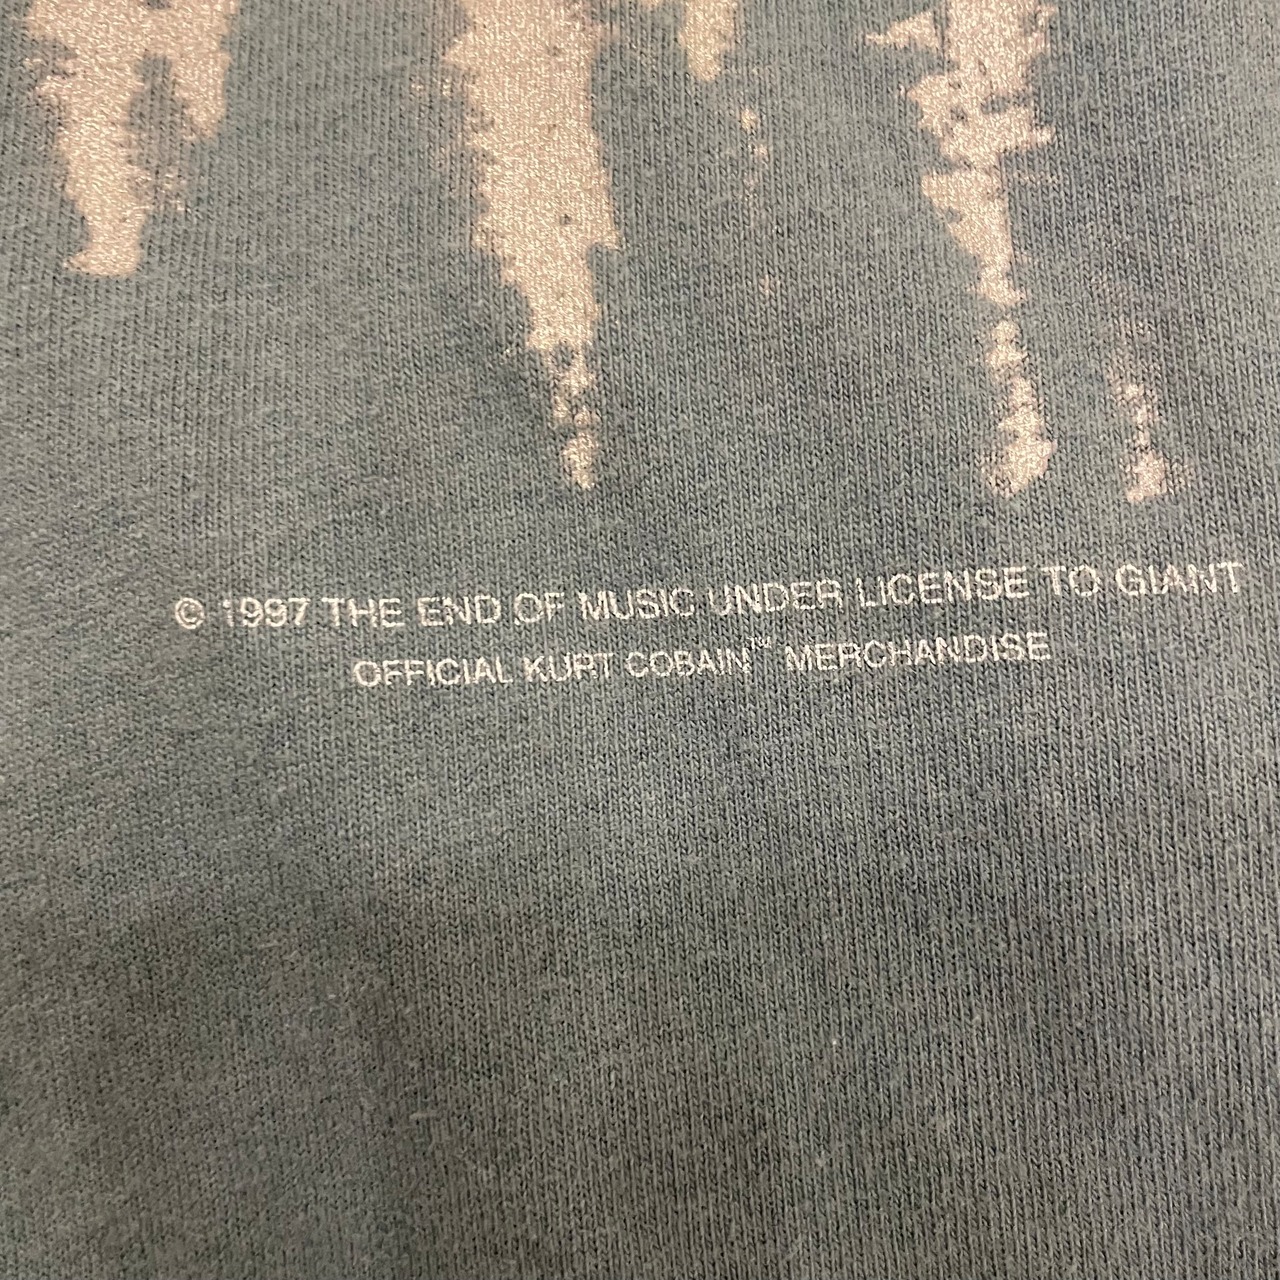 © 1997 THE END OF MUSIC UNDER LICENSE TO GIANT
OFFICIAL KURT COBAIN™ MERCHANDISE